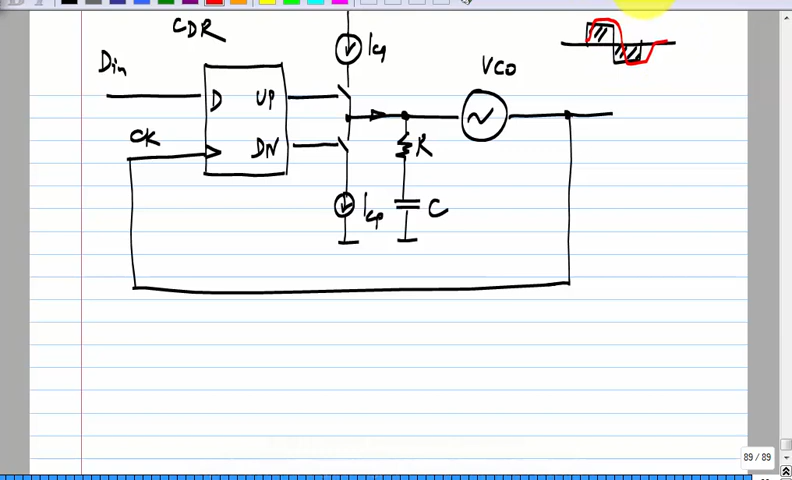 CDR
Icp
Din
VCO
D UP
CK
DN
R
Icp
C
89 / 89